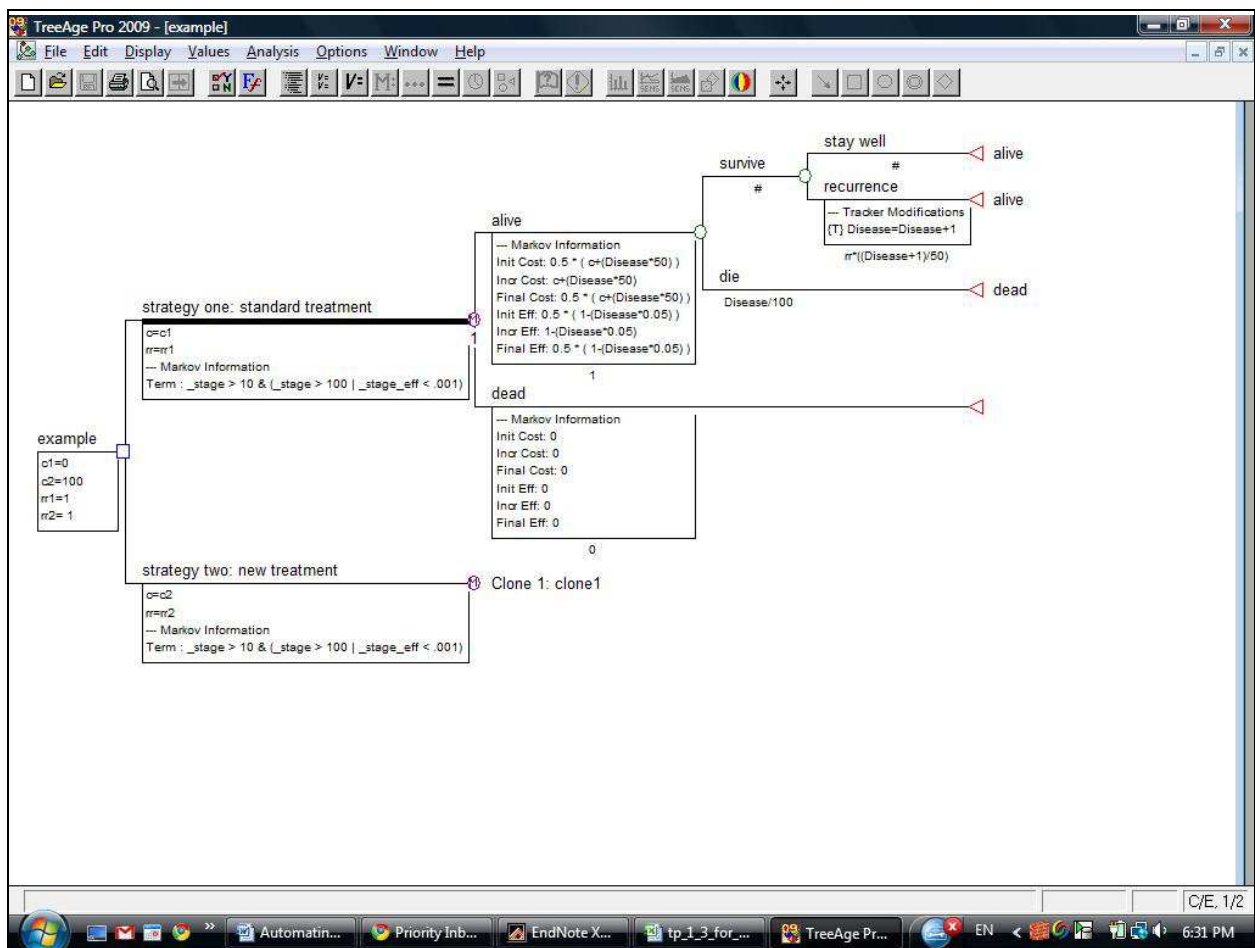 TreeAge Pro 2009 - [example]
File Edit Display Values Analysis Options Window Help
stay well
alive
#
survive
#
recurrence
alive
--- Tracker Modifications
{T} Disease=Disease+1
rr*((Disease+1)/50)
alive
--- Markov Information
Init Cost: 0.5 * ( c+(Disease*50) )
Incr Cost: c+(Disease*50)
Final Cost: 0.5 * ( c+(Disease*50) )
Init Eff: 0.5 * ( 1-(Disease*0.05) )
Incr Eff: 1-(Disease*0.05)
Final Eff: 0.5 * ( 1-(Disease*0.05) )
1
die
dead
Disease/100
strategy one: standard treatment
M
1
c=c1
rr=rr1
--- Markov Information
Term : _stage > 10 & (_stage > 100 | _stage_eff < .001)
dead
--- Markov Information
Init Cost: 0
Incr Cost: 0
Final Cost: 0
Init Eff: 0
Incr Eff: 0
Final Eff: 0
0
example
c1=0
c2=100
rr1=1
rr2= 1
strategy two: new treatment
M Clone 1: clone1
c=c2
rr=rr2
--- Markov Information
Term : _stage > 10 & (_stage > 100 | _stage_eff < .001)
C/E, 1/2
Automatin... Priority Inb... EndNote X... tp_1_3_for_... TreeAge Pr... EN 6:31 PM